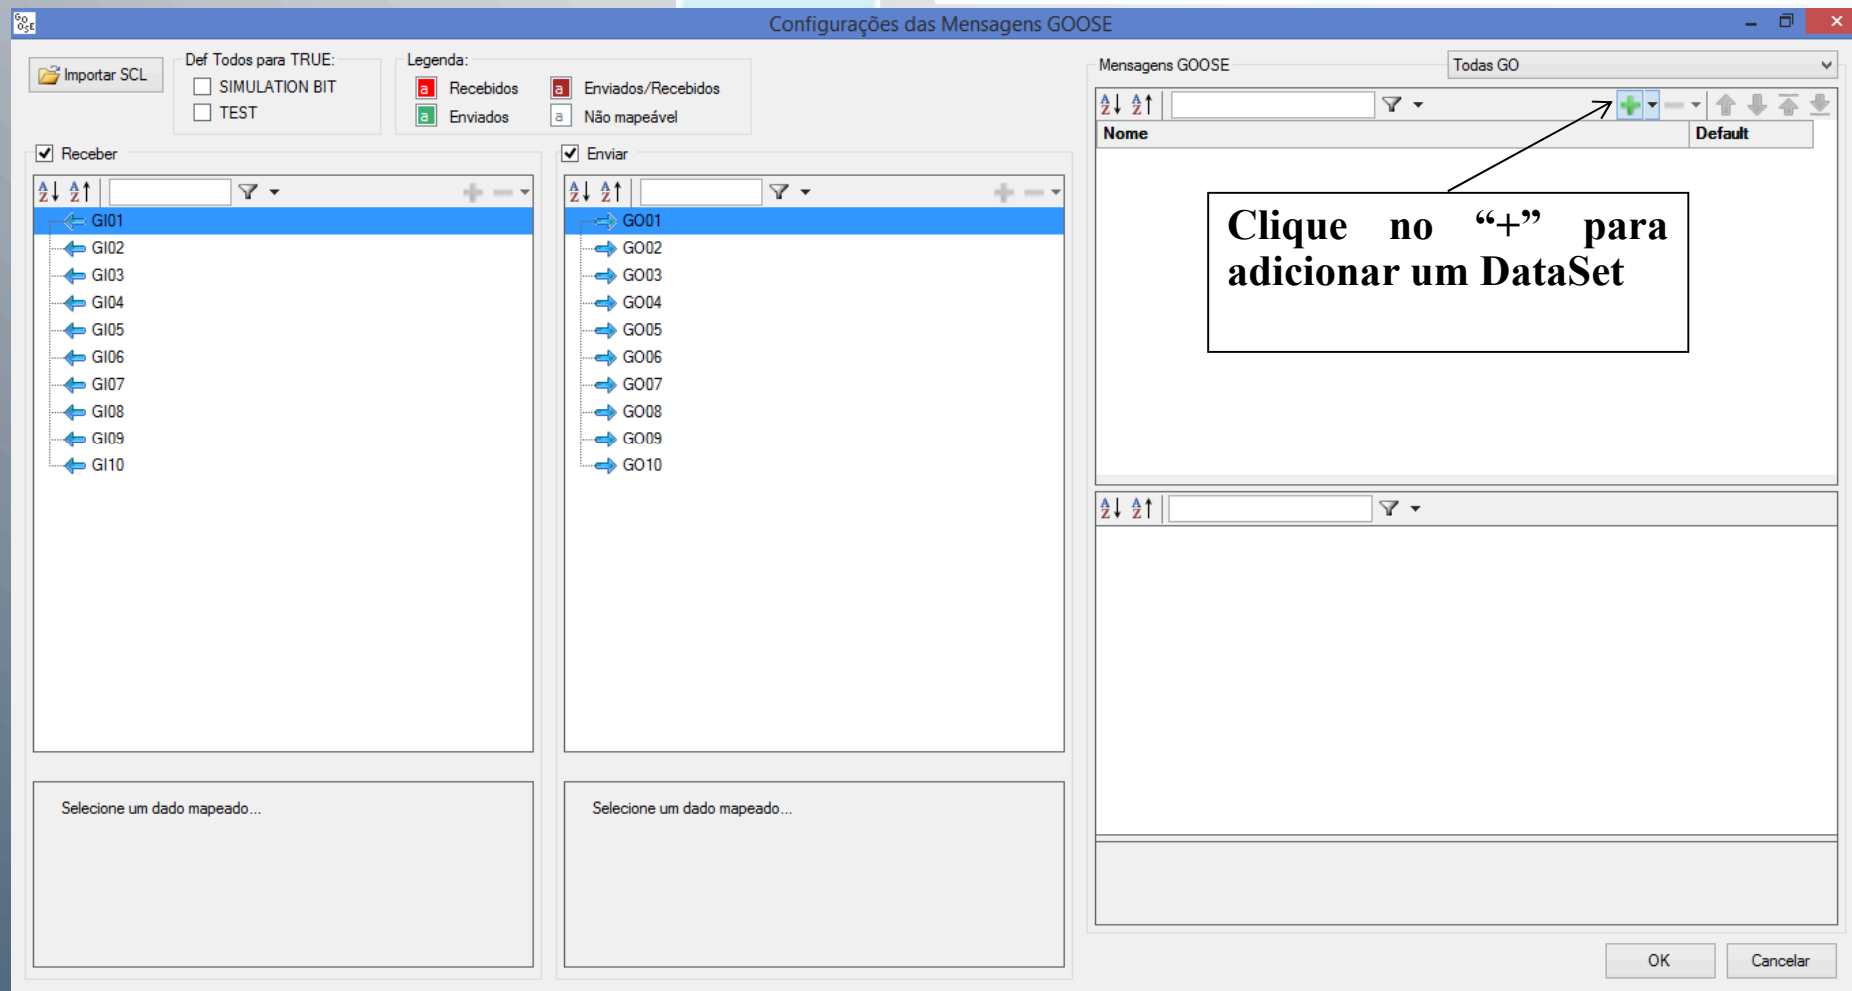 GO
OSE
Configurações das Mensagens GOOSE
Importar SCL
Def Todos para TRUE:
SIMULATION BIT
TEST
Legenda:
a Recebidos
a Enviados/Recebidos
a Enviados
a Não mapeável
Receber
GI01
GI02
GI03
GI04
GI05
GI06
GI07
GI08
GI09
GI10
Selecione um dado mapeado...
Enviar
GO01
GO02
GO03
GO04
GO05
GO06
GO07
GO08
GO09
GO10
Selecione um dado mapeado...
Mensagens GOOSE
Todas GO
Nome
Default
Clique no “+” para
adicionar um DataSet
OK
Cancelar